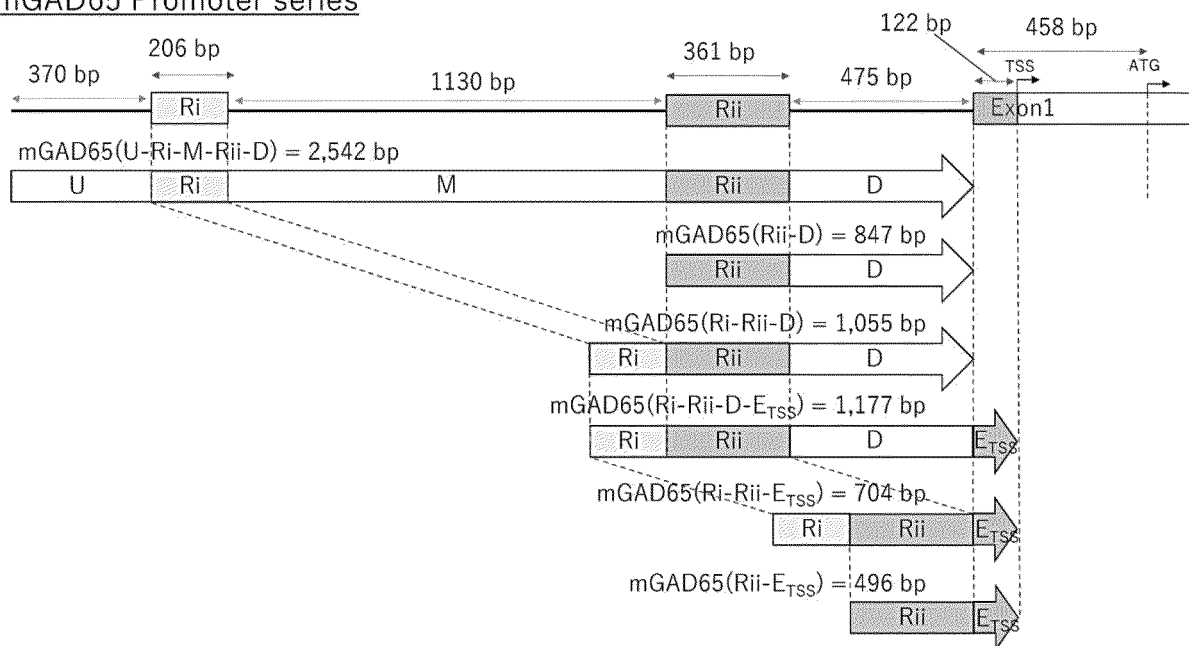 mGAD65 Promoter series
122 bp
458 bp
206 bp
361 bp
TSS
ATG
370 bp
1130 bp
475 bp
Ri
Rii
Exon1
mGAD65(U-Ri-M-Rii-D) = 2,542 bp
U
Ri
M
Rii
D
mGAD65(Rii-D) = 847 bp
Rii
D
mGAD65(Ri-Rii-D) = 1,055 bp
Ri
Rii
D
mGAD65(Ri-Rii-D-ETSS) = 1,177 bp
Ri
Rii
D
ETSS
mGAD65(Ri-Rii-ETSS) = 704 bp
Ri
Rii
ETSS
mGAD65(Rii-ETSS) = 496 bp
Rii
ETSS